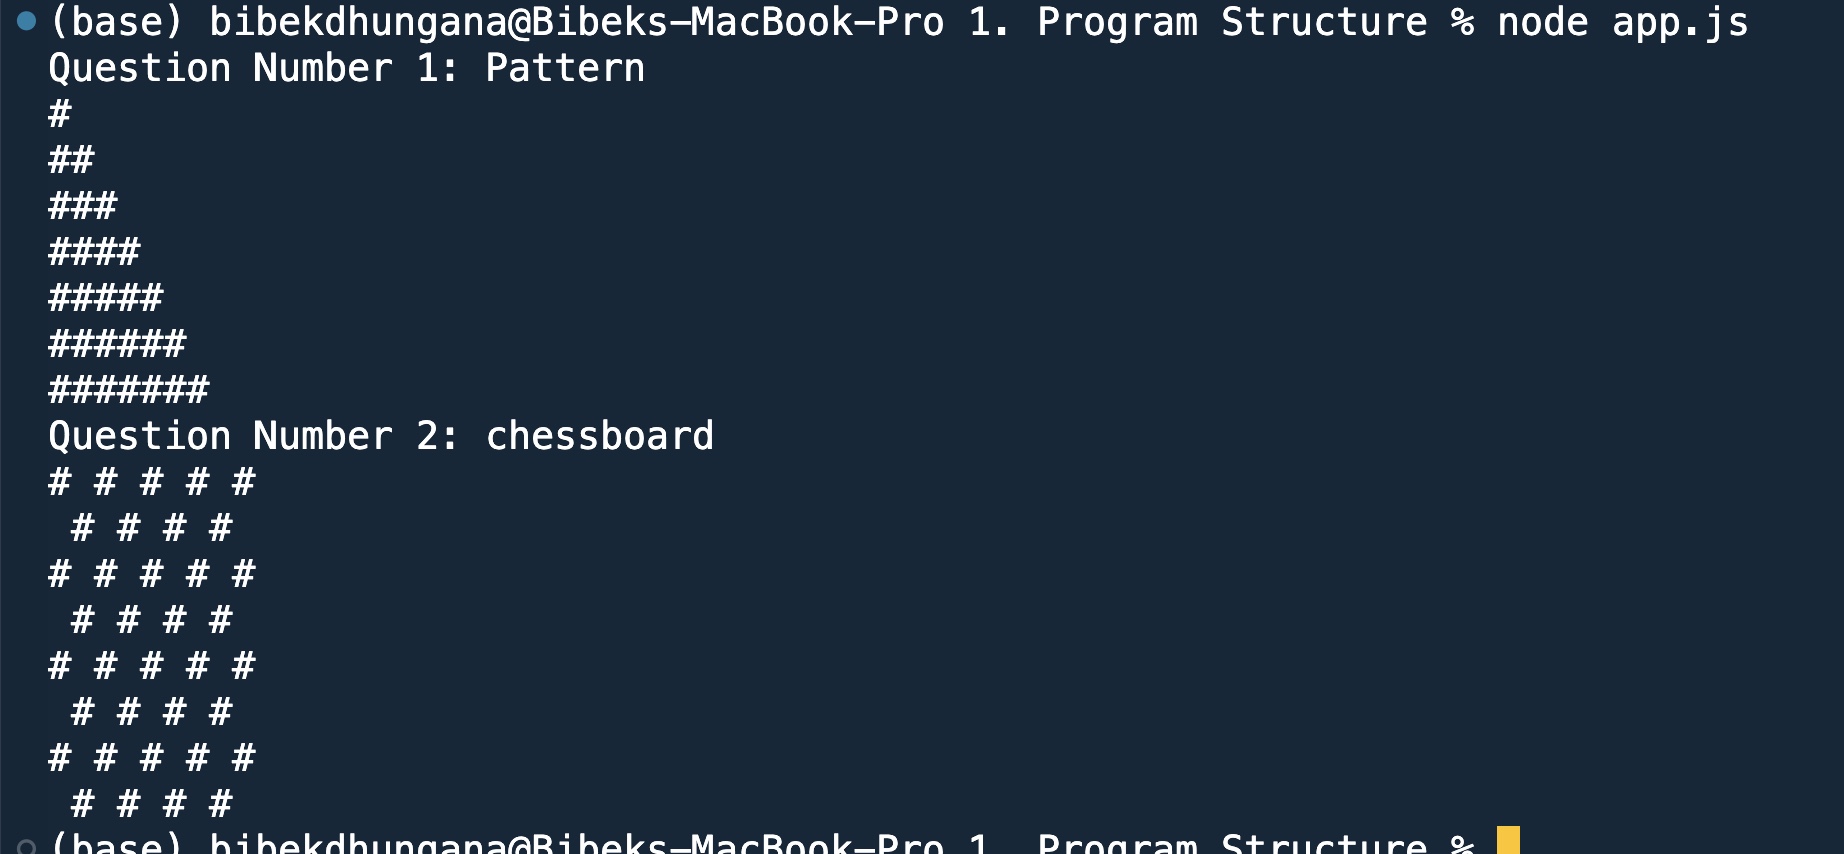 (base) bibekdhungana@Bibeks-MacBook-Pro 1. Program Structure % node app.js
Question Number 1: Pattern
#
##
###
####
#####
######
#######
Question Number 2: chessboard
# # # # #
 # # # #
# # # # #
 # # # #
# # # # #
 # # # #
# # # # #
 # # # #
(base) bibekdhungana@Bibeks-MacBook-Pro 1. Program Structure %